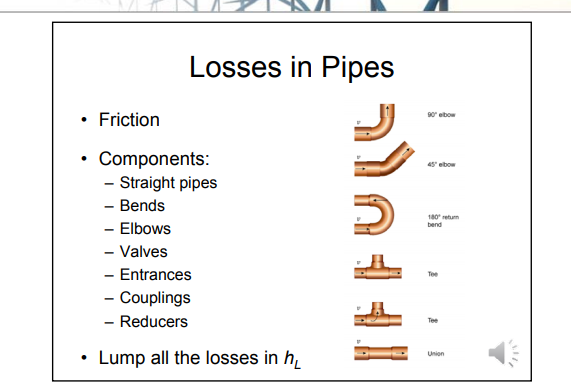 Losses in Pipes
• Friction
• Components:
– Straight pipes
– Bends
– Elbows
– Valves
– Entrances
– Couplings
– Reducers
• Lump all the losses in hL
90° elbow
45° elbow
180° return
bend
Tee
Tee
Union